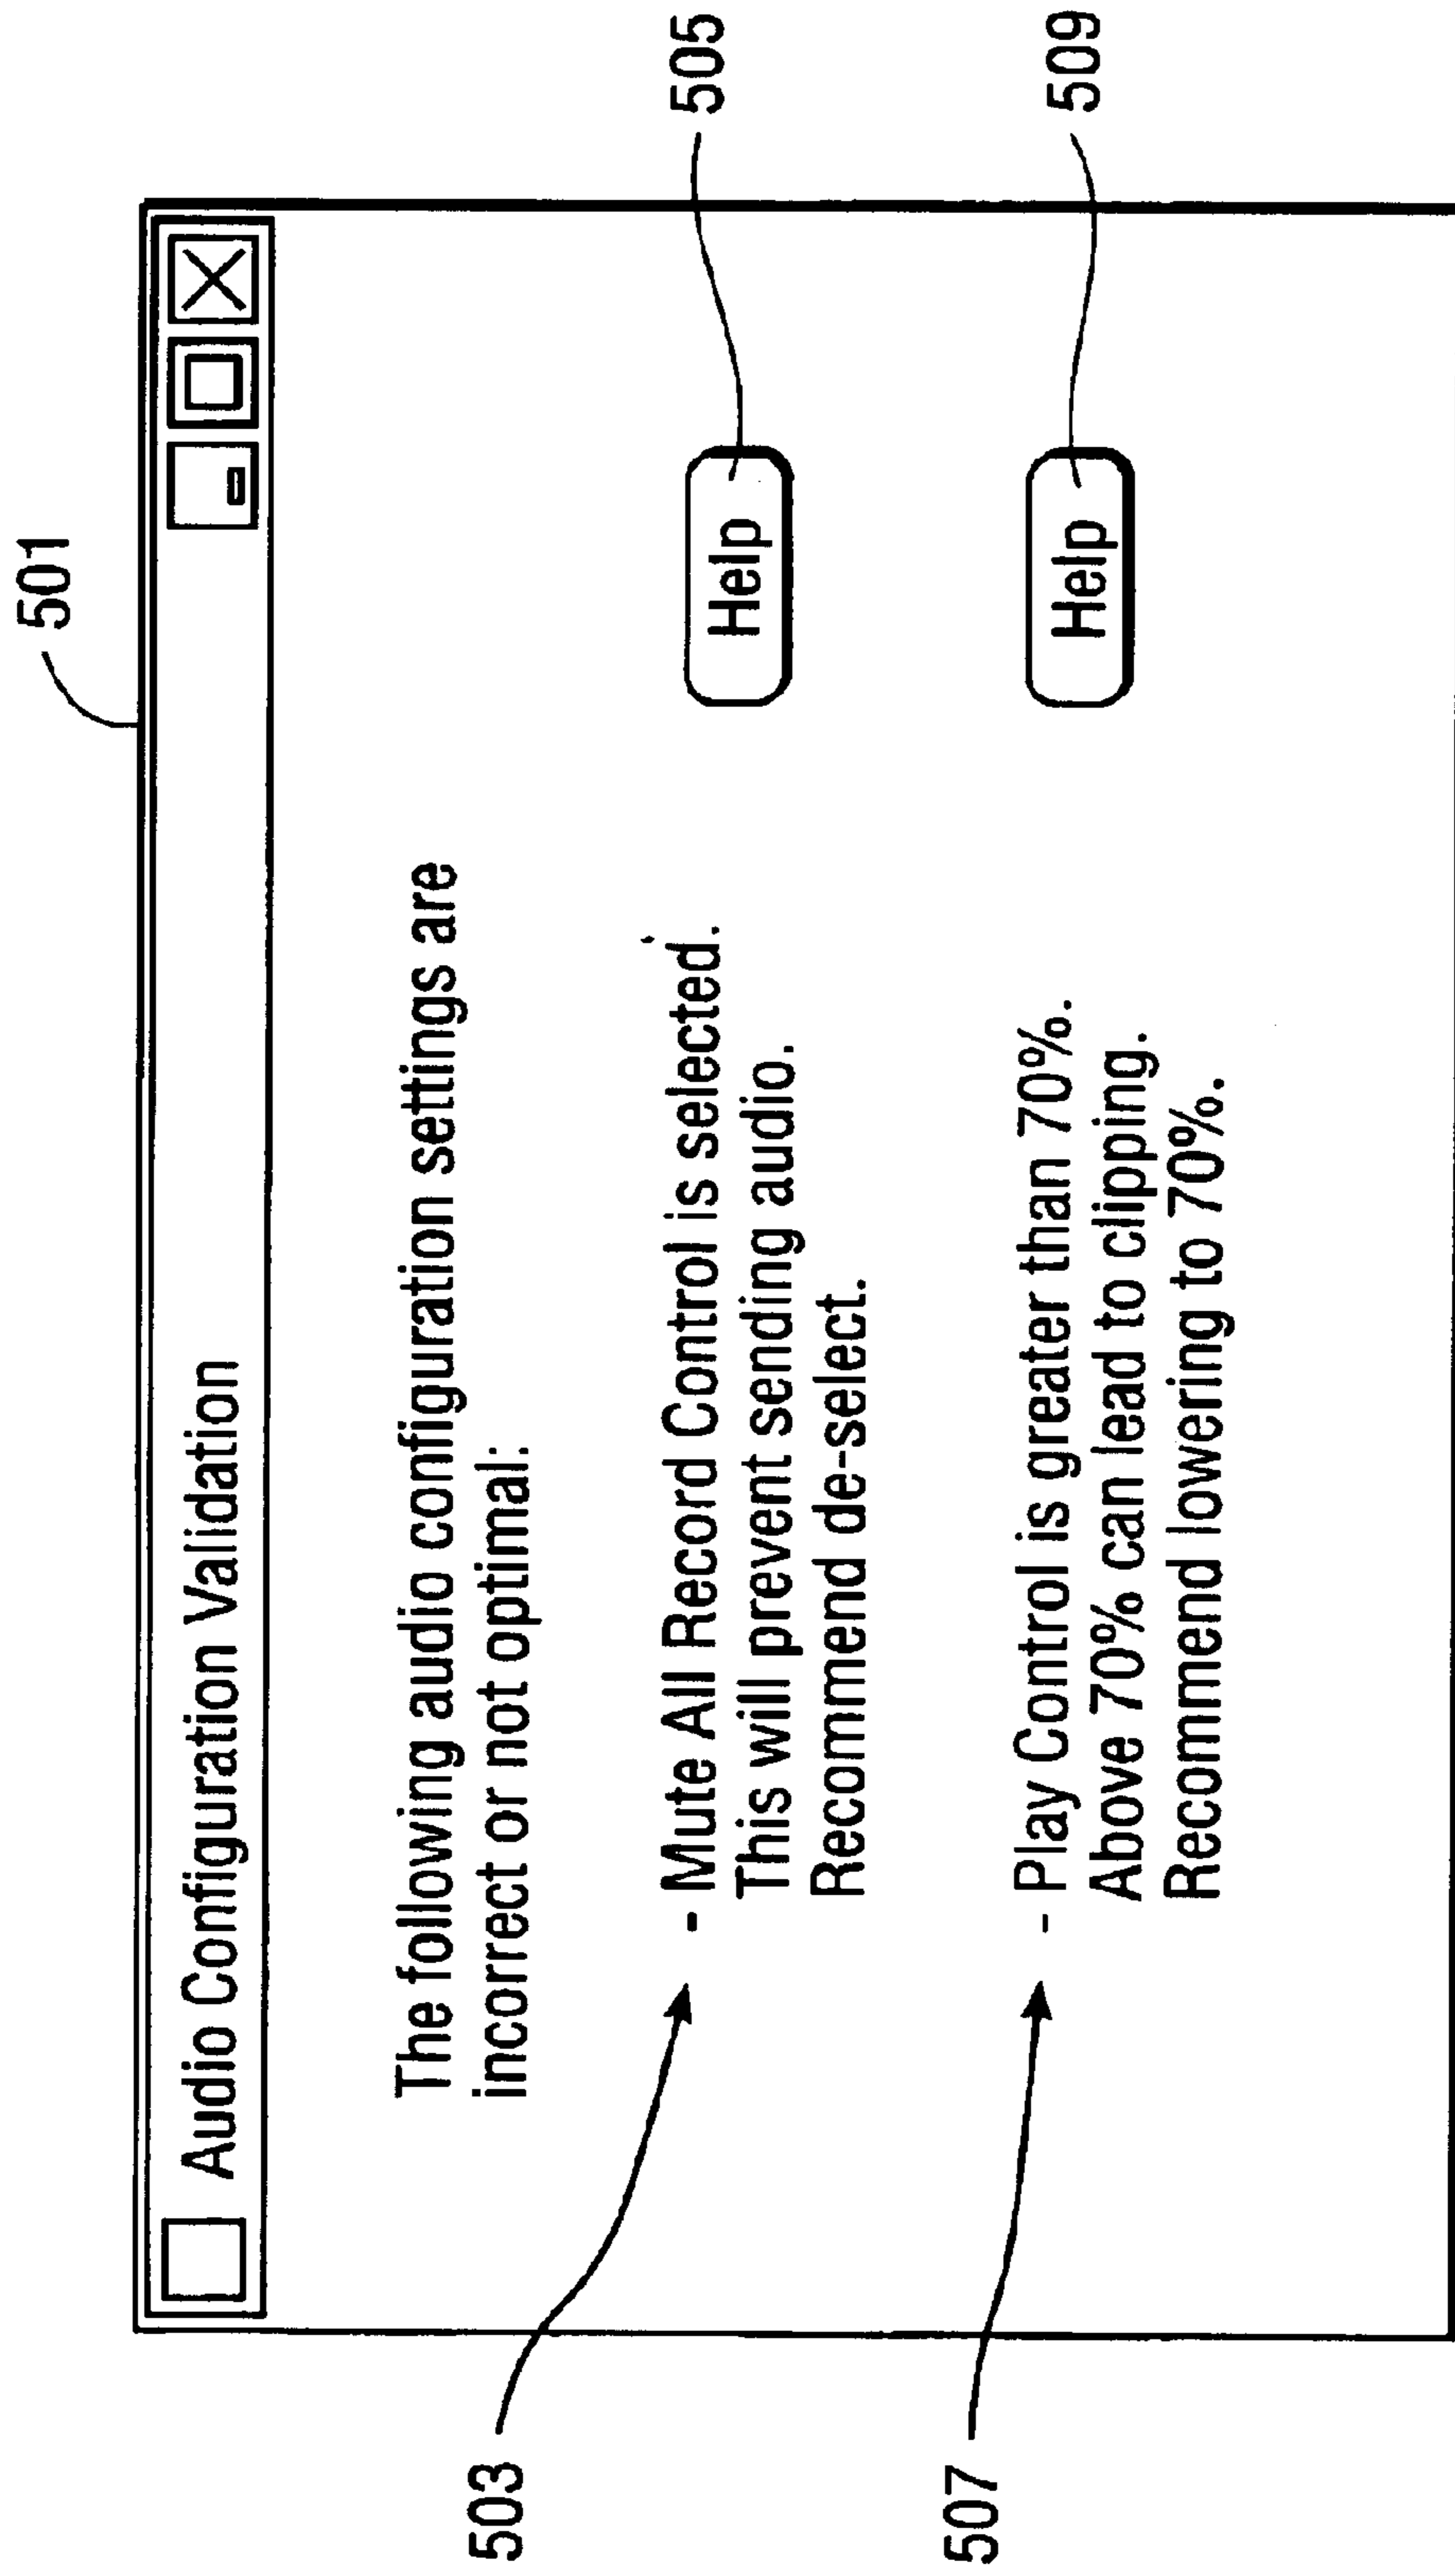 501
Audio Configuration Validation
The following audio configuration settings are
incorrect or not optimal:
503
- Mute All Record Control is selected.
This will prevent sending audio.
Recommend de-select.
Help
505
507
- Play Control is greater than 70%.
Above 70% can lead to clipping.
Recommend lowering to 70%.
Help
509